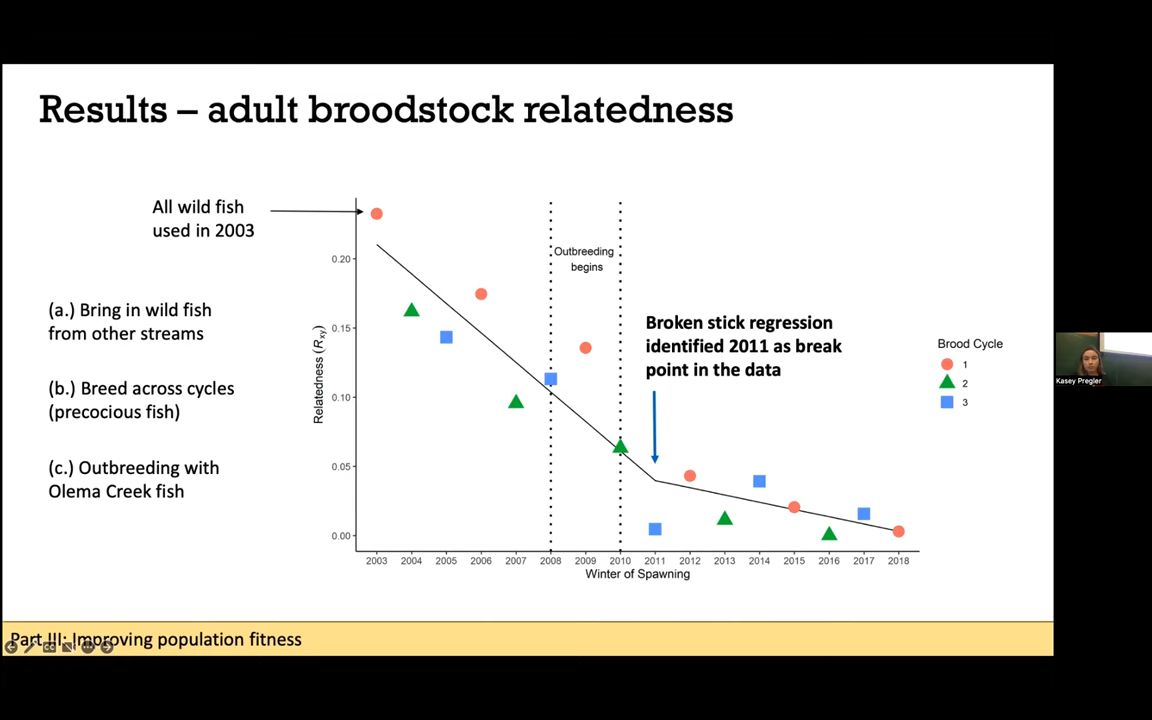 Results – adult broodstock relatedness
All wild fish
used in 2003
(a.) Bring in wild fish
from other streams
(b.) Breed across cycles
(precocious fish)
(c.) Outbreeding with
Olema Creek fish
Relatedness (Rxy)
0.20
0.15
0.10
0.05
0.00
Outbreeding
begins
Broken stick regression
identified 2011 as break
point in the data
2003 2004 2005 2006 2007 2008 2009 2010 2011 2012 2013 2014 2015 2016 2017 2018
Winter of Spawning
Brood Cycle
1
2
3
Kasey Pregler
Part III: Improving population fitness
CC